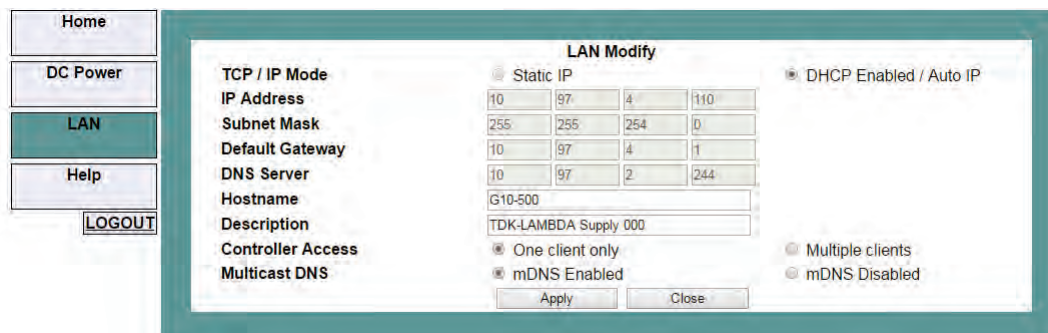 Home
DC Power
LAN
Help
LOGOUT
LAN Modify
TCP / IP Mode Static IP DHCP Enabled / Auto IP
IP Address 10 97 4 110
Subnet Mask 255 255 254 0
Default Gateway 10 97 4 1
DNS Server 10 97 2 244
Hostname G10-500
Description TDK-LAMBDA Supply 000
Controller Access One client only Multiple clients
Multicast DNS mDNS Enabled mDNS Disabled
Apply Close